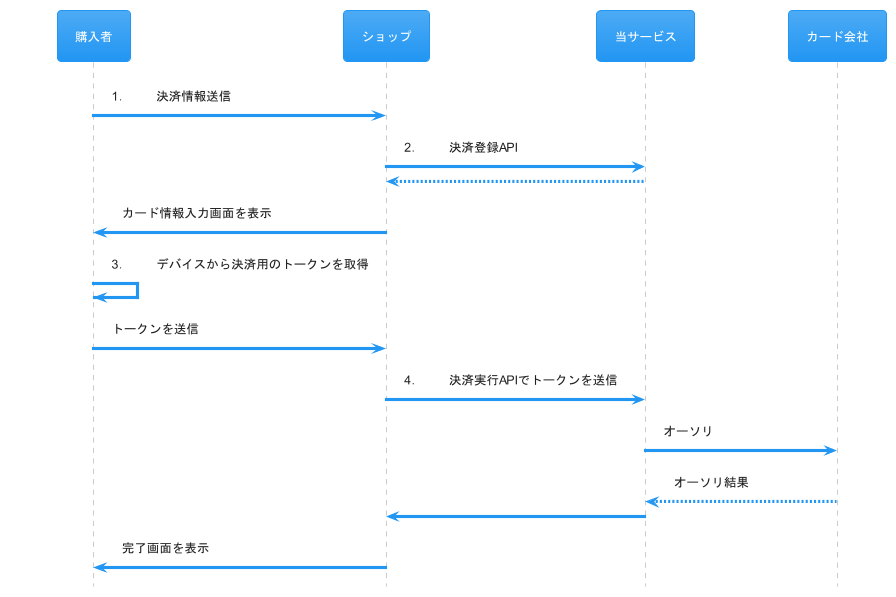 購入者
ショップ
当サービス
カード会社
1. 決済情報送信
2. 決済登録API
カード情報入力画面を表示
3. デバイスから決済用のトークンを取得
トークンを送信
4. 決済実行APIでトークンを送信
オーソリ
オーソリ結果
完了画面を表示